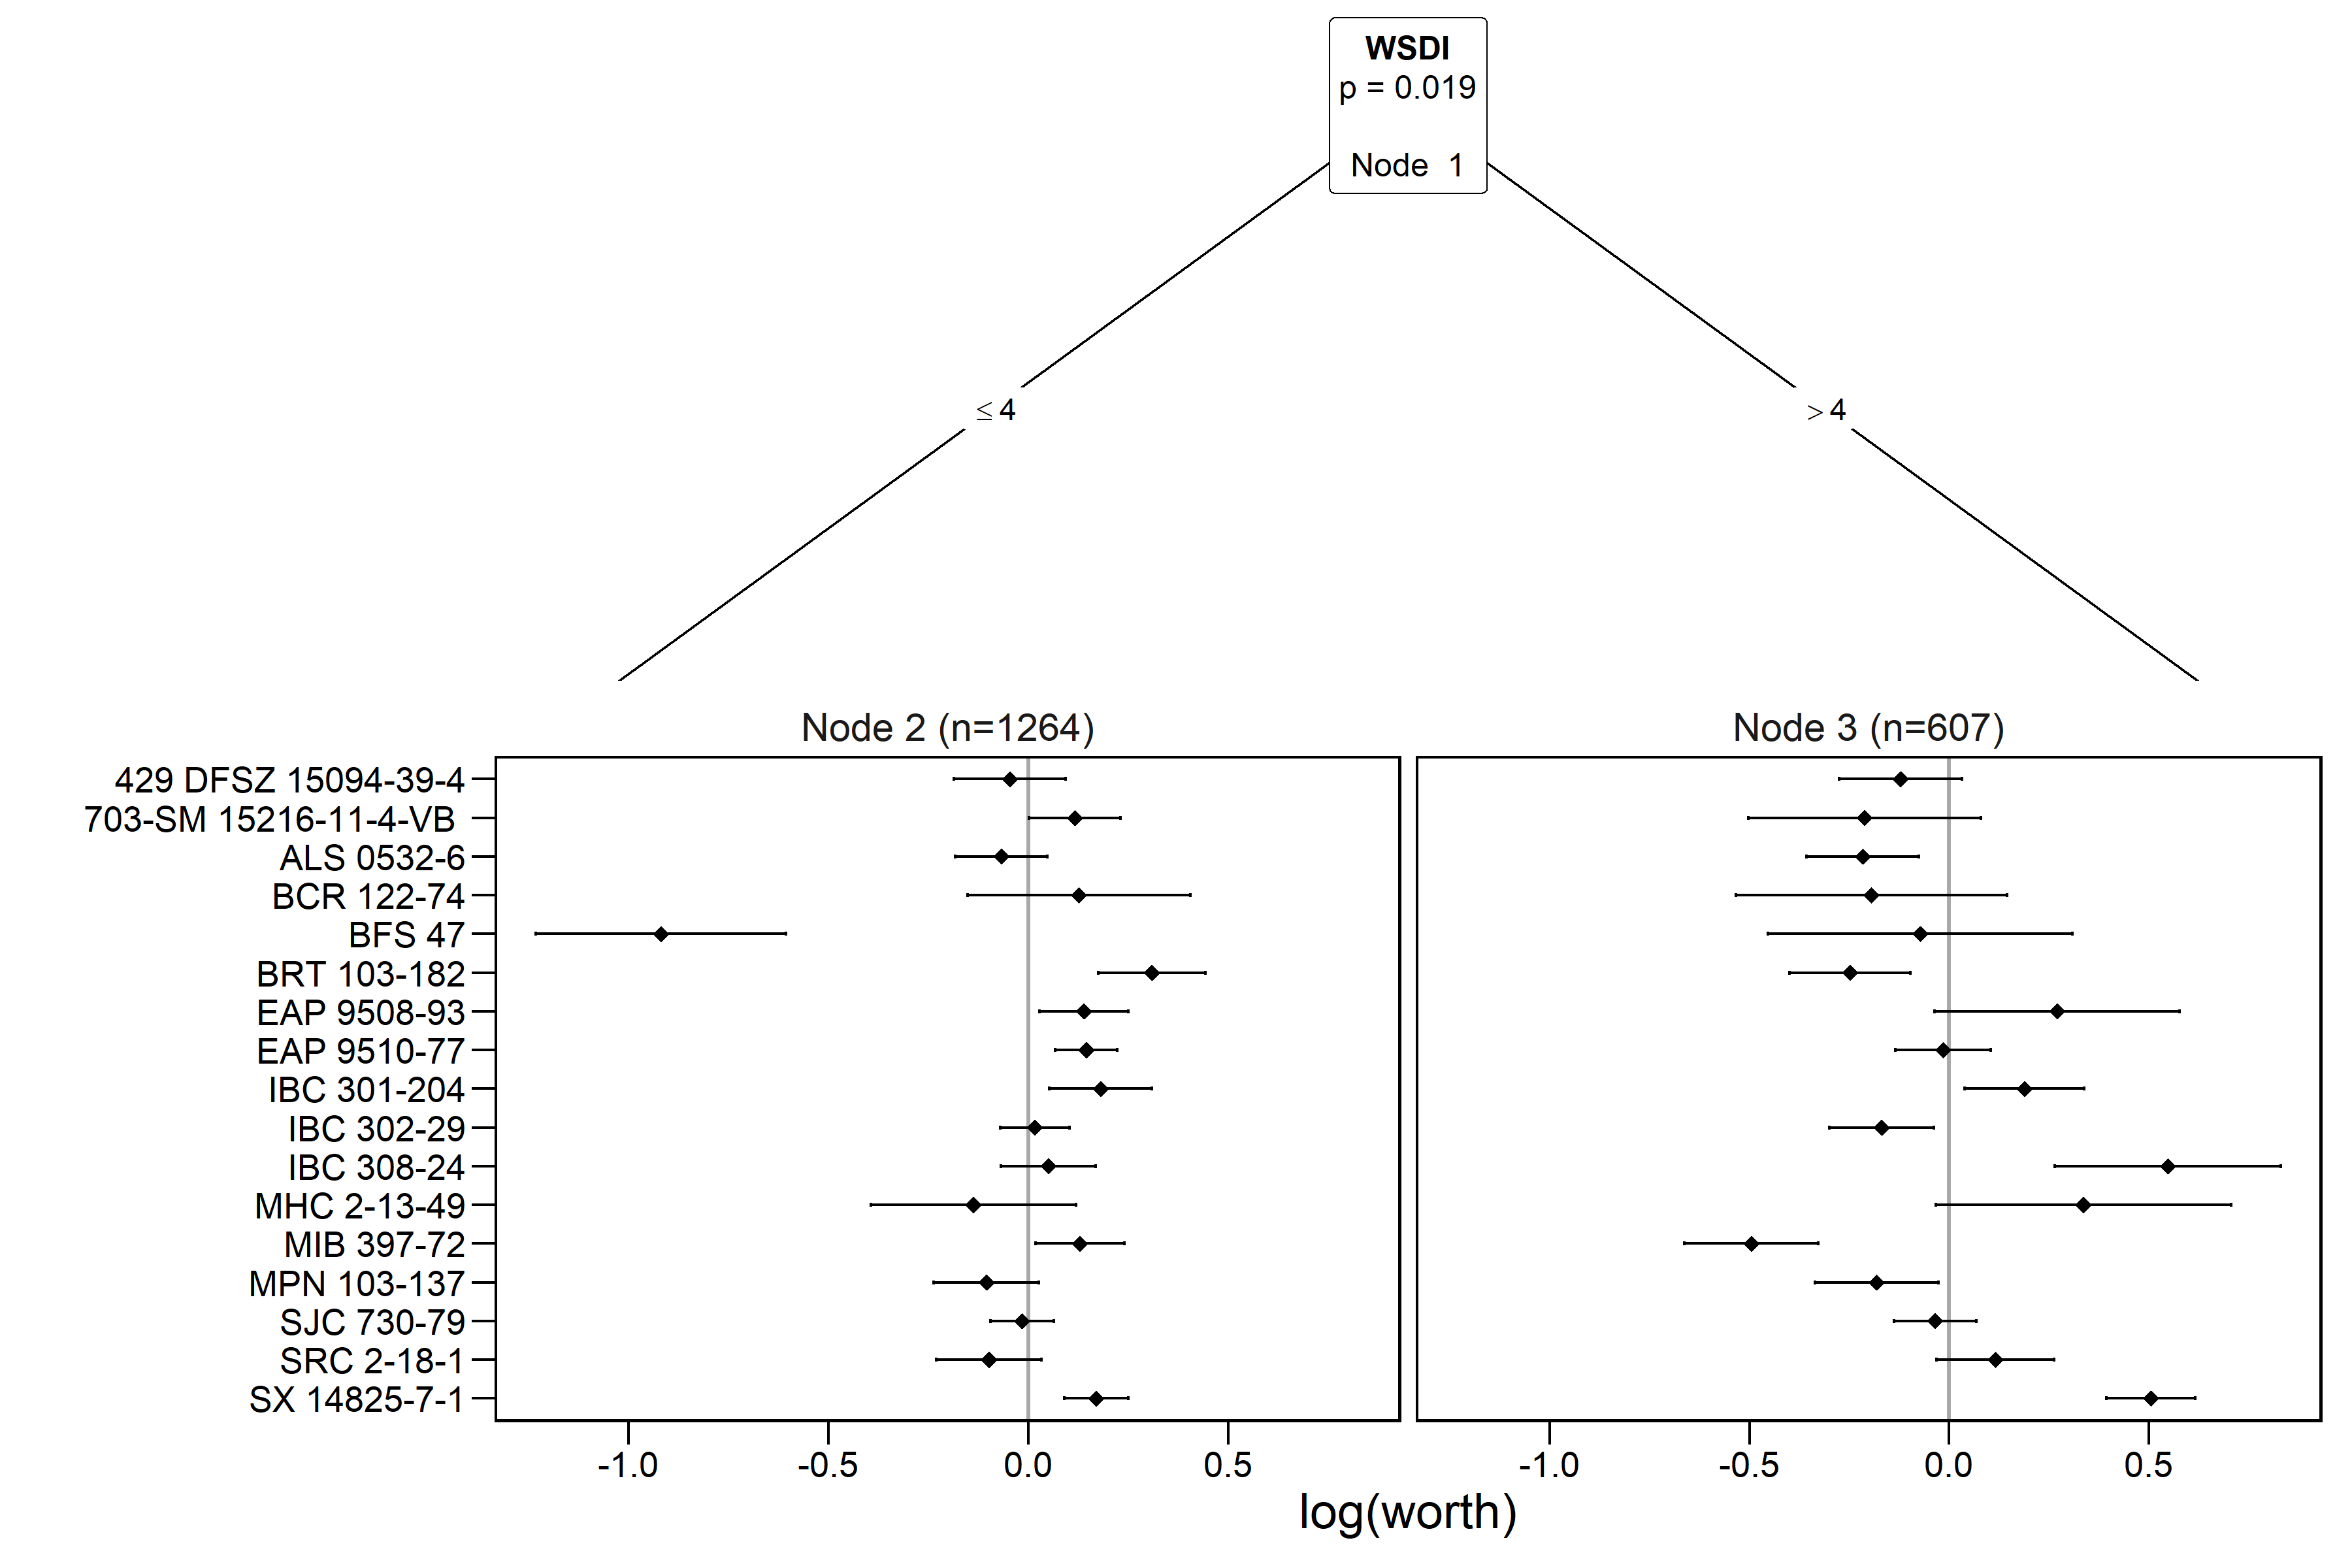 WSDI
p = 0.019
Node 1
≤ 4
> 4
Node 2 (n=1264)
Node 3 (n=607)
429 DFSZ 15094-39-4
703-SM 15216-11-4-VB
ALS 0532-6
BCR 122-74
BFS 47
BRT 103-182
EAP 9508-93
EAP 9510-77
IBC 301-204
IBC 302-29
IBC 308-24
MHC 2-13-49
MIB 397-72
MPN 103-137
SJC 730-79
SRC 2-18-1
SX 14825-7-1
-1.0 -0.5 0.0 0.5
-1.0 -0.5 0.0 0.5
log(worth)